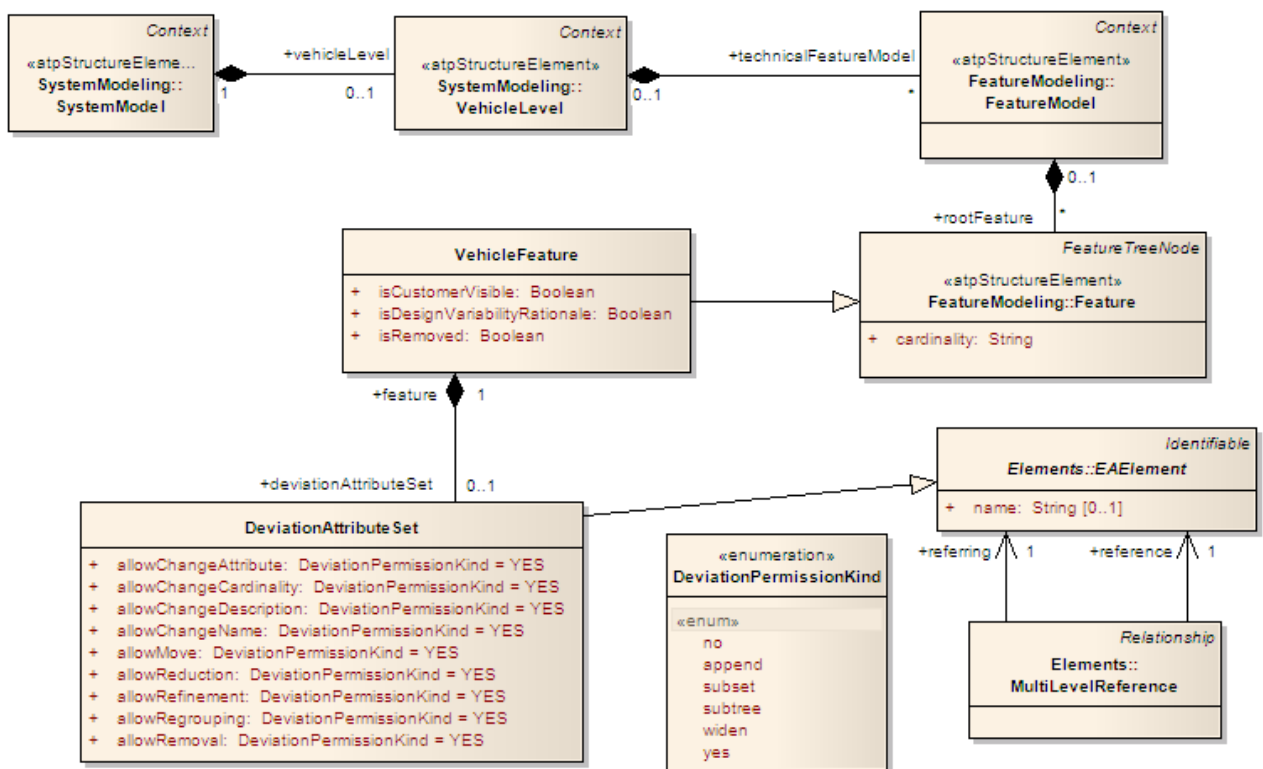 Context
«atpStructureEleme...
SystemModeling::
SystemModel
1
+vehicleLevel
0..1
Context
«atpStructureElement»
SystemModeling::
VehicleLevel
0..1
+technicalFeatureModel
*
Context
«atpStructureElement»
FeatureModeling::
FeatureModel
0..1
+rootFeature
*
VehicleFeature
+ isCustomerVisible: Boolean
+ isDesignVariabilityRationale: Boolean
+ isRemoved: Boolean
FeatureTreeNode
«atpStructureElement»
FeatureModeling::Feature
+ cardinality: String
+feature
1
+deviationAttributeSet
0..1
DeviationAttributeSet
+ allowChangeAttribute: DeviationPermissionKind = YES
+ allowChangeCardinality: DeviationPermissionKind = YES
+ allowChangeDescription: DeviationPermissionKind = YES
+ allowChangeName: DeviationPermissionKind = YES
+ allowMove: DeviationPermissionKind = YES
+ allowReduction: DeviationPermissionKind = YES
+ allowRefinement: DeviationPermissionKind = YES
+ allowRegrouping: DeviationPermissionKind = YES
+ allowRemoval: DeviationPermissionKind = YES
«enumeration»
DeviationPermissionKind
«enum»
no
append
subset
subtree
widen
yes
Identifiable
Elements::EAElement
+ name: String [0..1]
+referring
1
+reference
1
Relationship
Elements::
MultiLevelReference